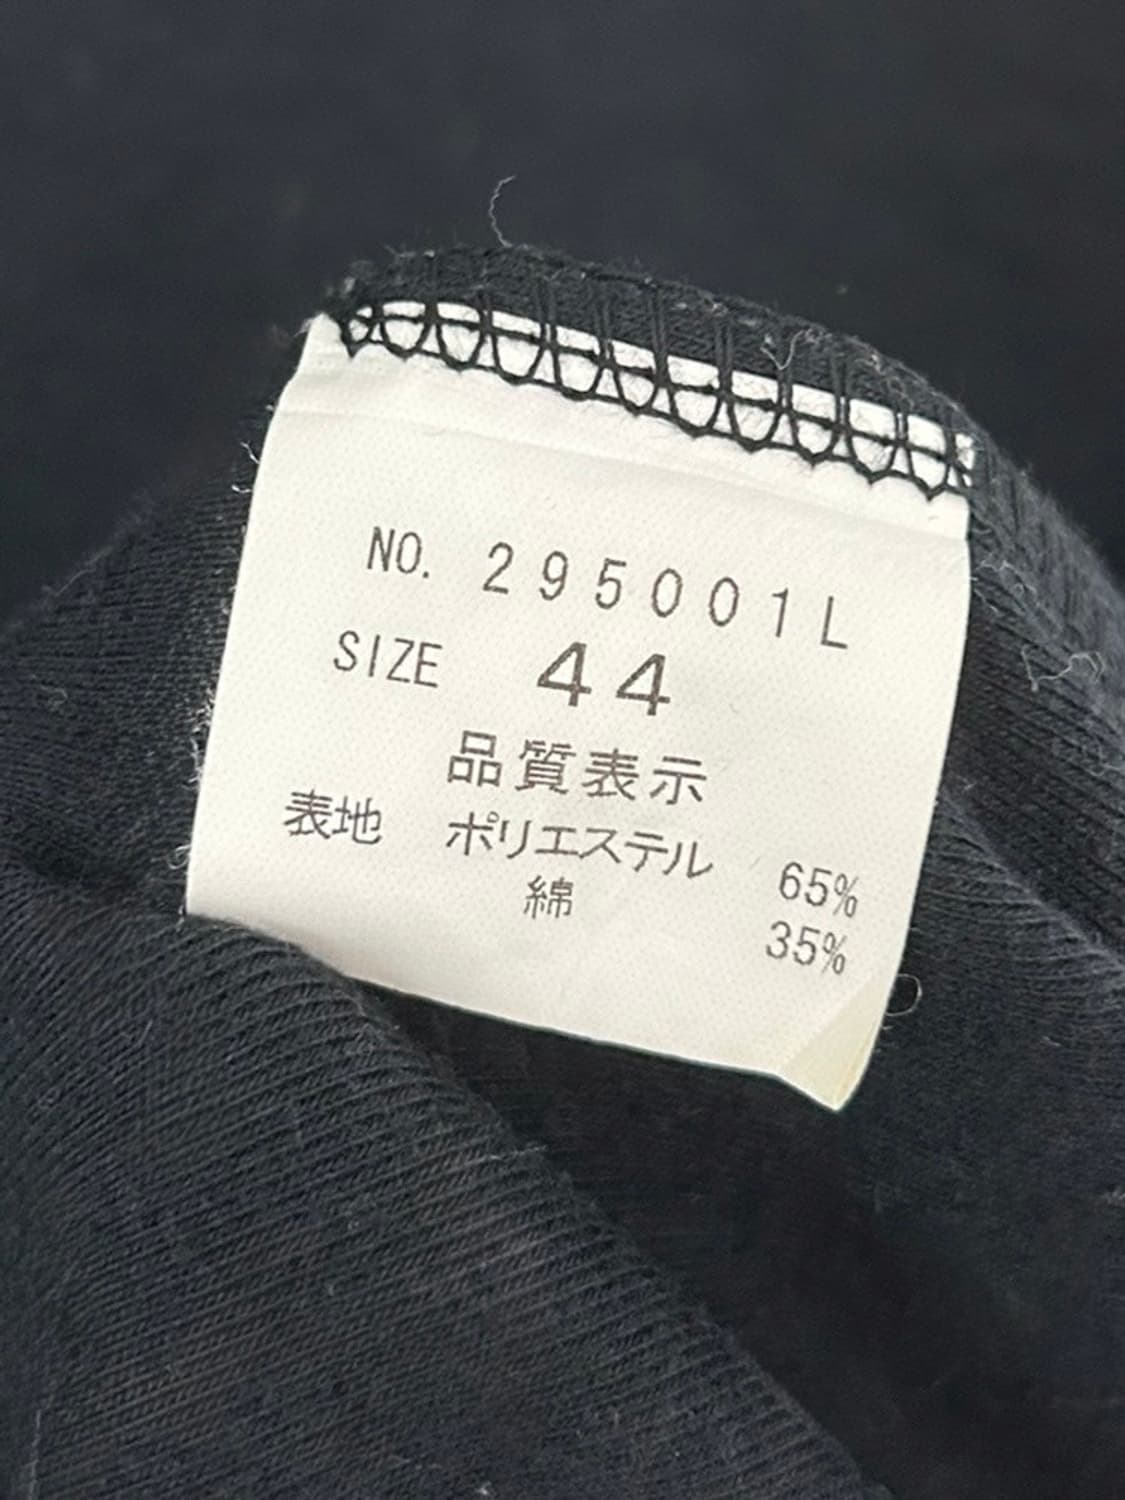 NO. 295001L
SIZE 44
品質表示
表地 ポリエステル 65%
綿 35%